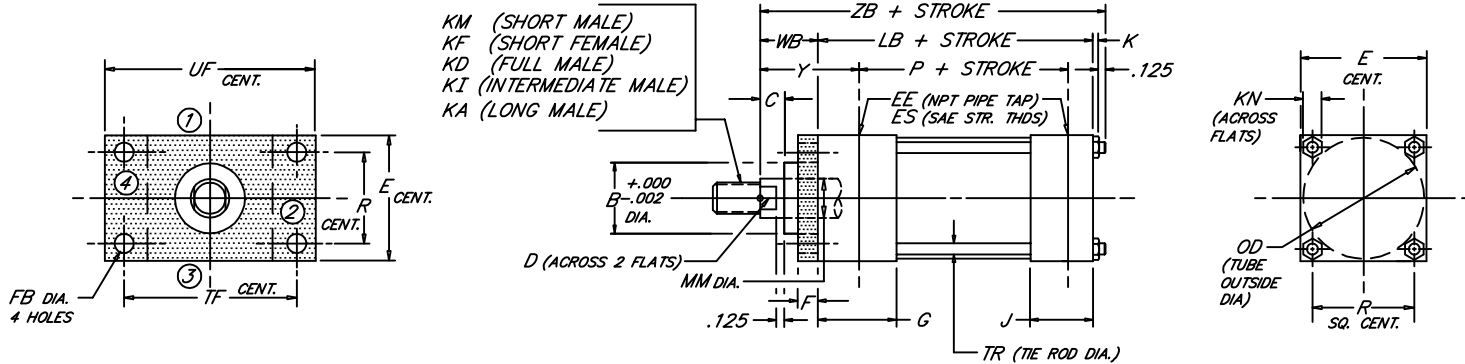 KM (SHORT MALE)
KF (SHORT FEMALE)
KD (FULL MALE)
KI (INTERMEDIATE MALE)
KA (LONG MALE)
UF CENT.
1
4
2
3
R CENT.
E CENT.
FB DIA.
4 HOLES
TF CENT.
ZB + STROKE
WB
LB + STROKE
K
Y
P + STROKE
.125
C
EE (NPT PIPE TAP)
ES (SAE STR. THDS)
B +.000
-.002
DIA.
D (ACROSS 2 FLATS)
MM DIA.
F
.125
G
J
TR (TIE ROD DIA.)
E
CENT.
KN
(ACROSS
FLATS)
OD
(TUBE
OUTSIDE
DIA)
R
SQ. CENT.